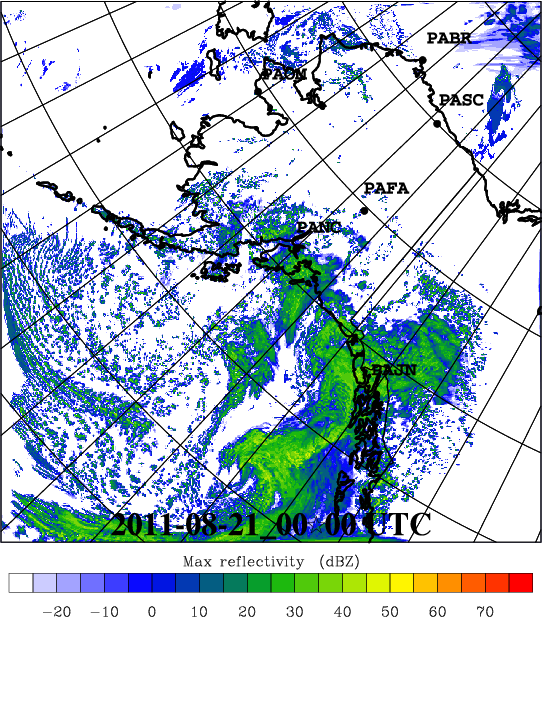 PABR
PAOM
PASC
PAFA
PANC
PAJN
2011-08-21_00:00 UTC
Max reflectivity (dBZ)
−20 −10 0 10 20 30 40 50 60 70